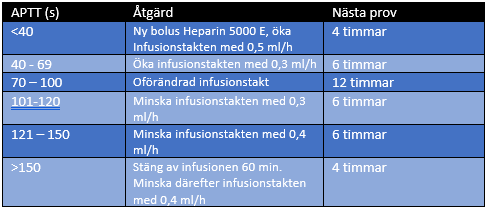 APTT (s) Åtgärd Nästa prov
<40 Ny bolus Heparin 5000 E, öka 4 timmar
Infusionstakten med 0,5 ml/h
40 - 69 Öka infusionstakten med 0,3 ml/h 6 timmar
70 – 100 Oförändrad infusionstakt 12 timmar
101-120 Minska infusionstakten med 0,3 6 timmar
ml/h
121 – 150 Minska infusionstakten med 0,4 6 timmar
ml/h
>150 Stäng av infusionen 60 min. 4 timmar
Minska därefter infusionstakten
med 0,4 ml/h